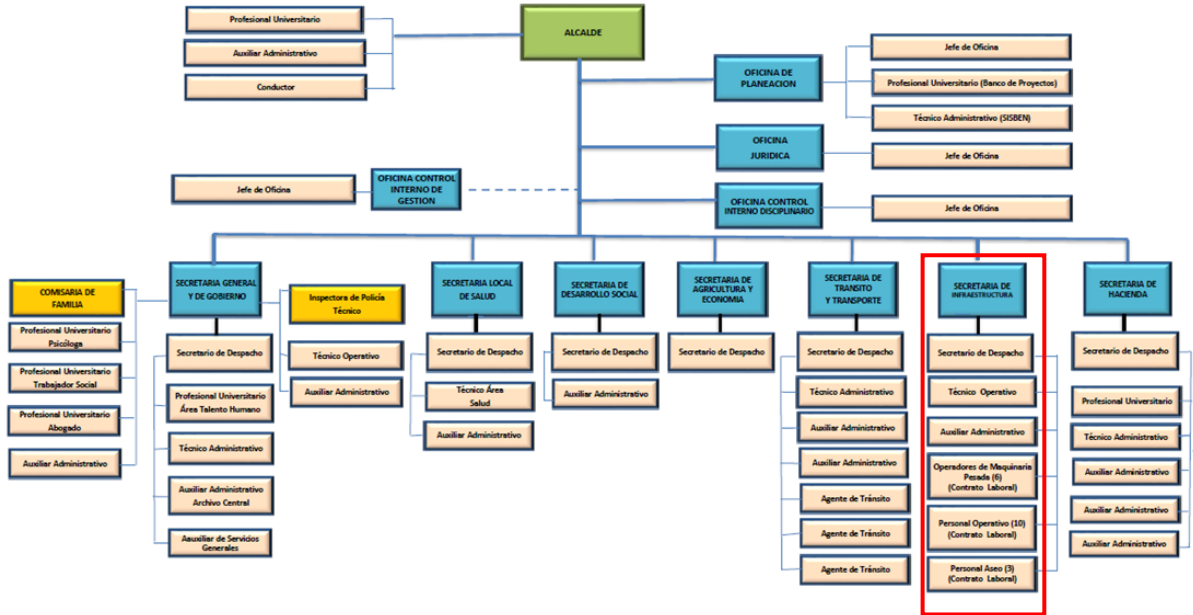 Profesional Universitario
Auxiliar Administrativo
Conductor
ALCALDE
OFICINA DE
PLANEACION
Jefe de Oficina
Profesional Universitario (Banco de Proyectos)
Técnico Administrativo (SISBEN)
OFICINA
JURIDICA
Jefe de Oficina
Jefe de Oficina
OFICINA CONTROL
INTERNO DE
GESTION
OFICINA CONTROL
INTERNO DISCIPLINARIO
Jefe de Oficina
COMISARIA DE
FAMILIA
Profesional Universitario
Psicóloga
Profesional Universitario
Trabajador Social
Profesional Universitario
Abogado
Auxiliar Administrativo
SECRETARIA GENERAL
Y DE GOBIERNO
Secretario de Despacho
Profesional Universitario
Área Talento Humano
Técnico Administrativo
Auxiliar Administrativo
Archivo Central
Aauxiliar de Servicios
Generales
Inspectora de Policía
Técnico
Técnico Operativo
Auxiliar Administrativo
SECRETARIA LOCAL
DE SALUD
Secretario de Despacho
Técnico Área
Salud
Auxiliar Administrativo
SECRETARIA DE
DESARROLLO SOCIAL
Secretario de Despacho
Auxiliar Administrativo
SECRETARIA DE
AGRICULTURA Y
ECONOMIA
Secretario de Despacho
SECRETARIA DE
TRANSITO
Y TRANSPORTE
Secretario de Despacho
Técnico Administrativo
Auxiliar Administrativo
Auxiliar Administrativo
Agente de Tránsito
Agente de Tránsito
Agente de Tránsito
SECRETARIA DE
INFRAESTRUCTURA
Secretario de Despacho
Técnico Operativo
Auxiliar Administrativo
Operadores de Maquinaria
Pesada (6)
(Contrato Laboral)
Personal Operativo (10)
(Contrato Laboral)
Personal Aseo (3)
(Contrato Laboral)
SECRETARIA
DE HACIENDA
Secretario de Despacho
Profesional Universitario
Técnico Administrativo
Auxiliar Administrativo
Auxiliar Administrativo
Auxiliar Administrativo